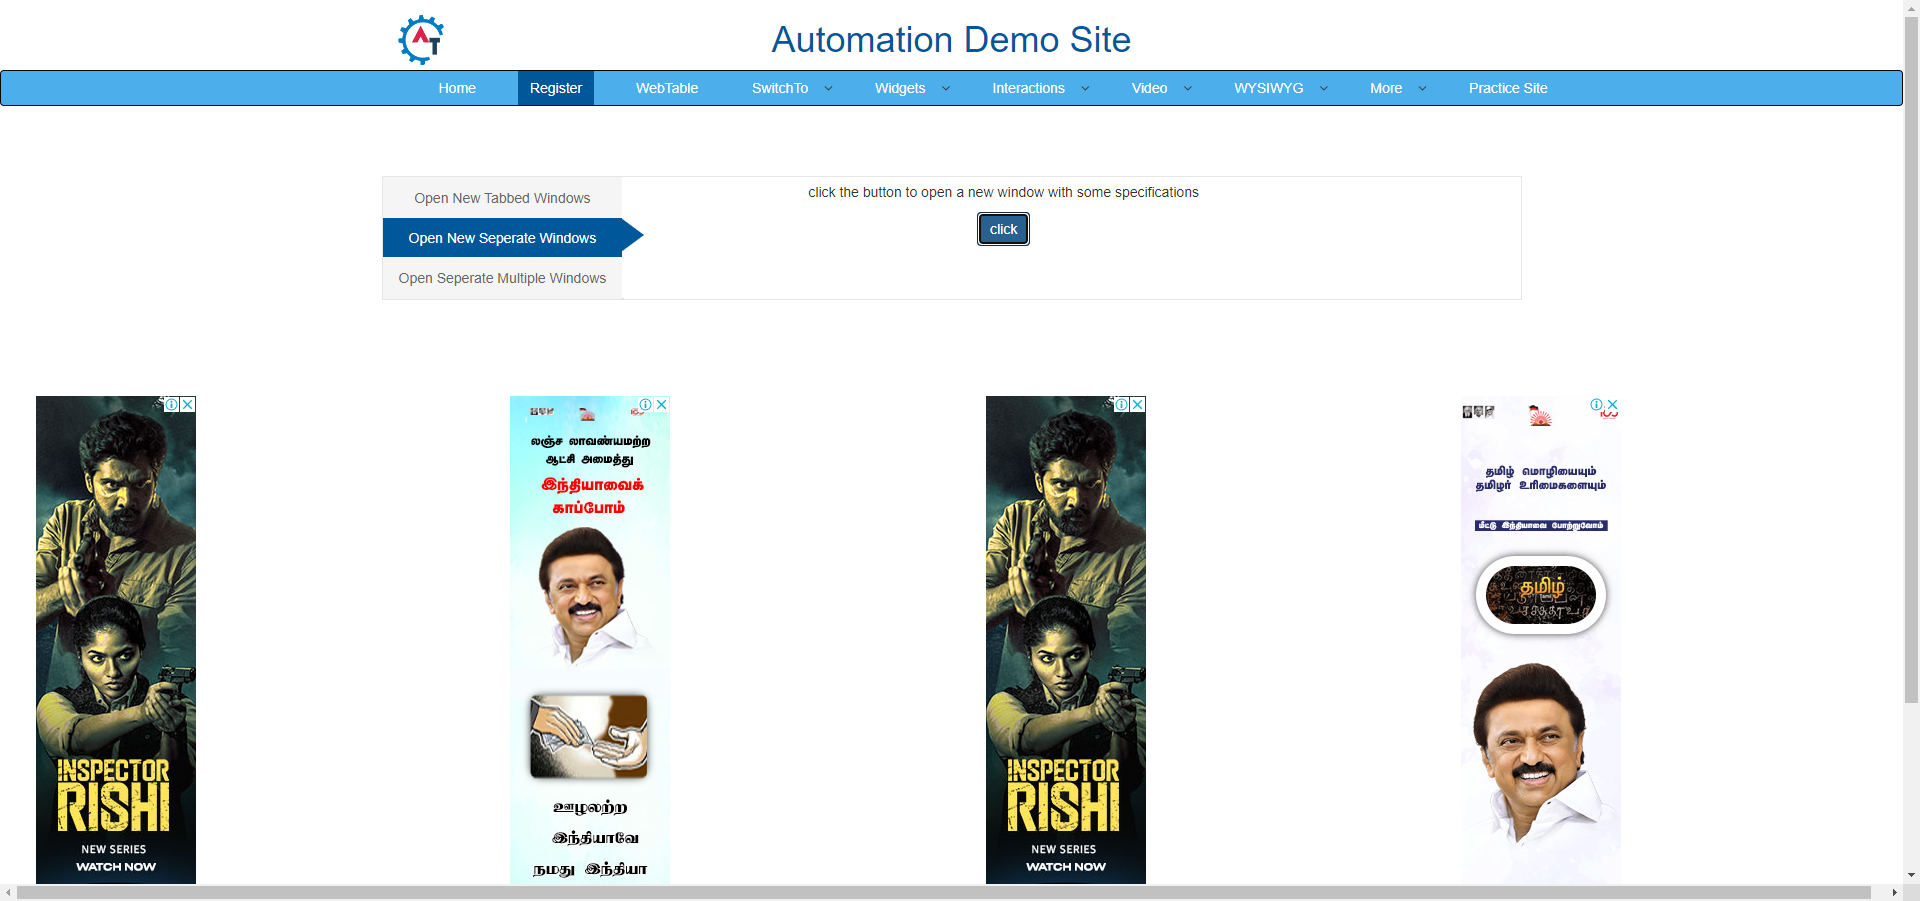 Automation Demo Site
Home Register WebTable SwitchTo Widgets Interactions Video WYSIWYG More Practice Site
Open New Tabbed Windows
Open New Seperate Windows
Open Seperate Multiple Windows
click the button to open a new window with some specifications
click
INSPECTOR
RISHI
NEW SERIES
WATCH NOW
லஞ்ச லாவண்யமற்ற
ஆட்சி அமைத்து
இந்தியாவைக்
காப்போம்
ஊழலற்ற
இந்தியாவே
நமது இந்தியா
INSPECTOR
RISHI
NEW SERIES
WATCH NOW
தமிழ் மொழியையும்
தமிழர் உரிமைகளையும்
மீட்டு இந்தியாவை போற்றுவோம்
தமிழ்